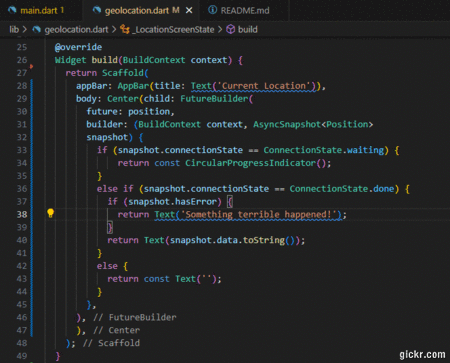 main.dart 1 geolocation.dart M README.md
lib > geolocation.dart > _LocationScreenState > build
25 @override
26 Widget build(BuildContext context) {
27 return Scaffold(
28 appBar: AppBar(title: Text('Current Location')),
29 body: Center(child: FutureBuilder(
30 future: position,
31 builder: (BuildContext context, AsyncSnapshot<Position>
32 snapshot) {
33 if (snapshot.connectionState == ConnectionState.waiting) {
34 return const CircularProgressIndicator();
35 }
36 else if (snapshot.connectionState == ConnectionState.done) {
37 if (snapshot.hasError) {
38 return Text('Something terrible happened!');
39 }
40 return Text(snapshot.data.toString());
41 }
42 else {
43 return const Text('');
44 }
45 },
46 ), // FutureBuilder
47 ), // Center
48 ); // Scaffold
49 }
gickr.com